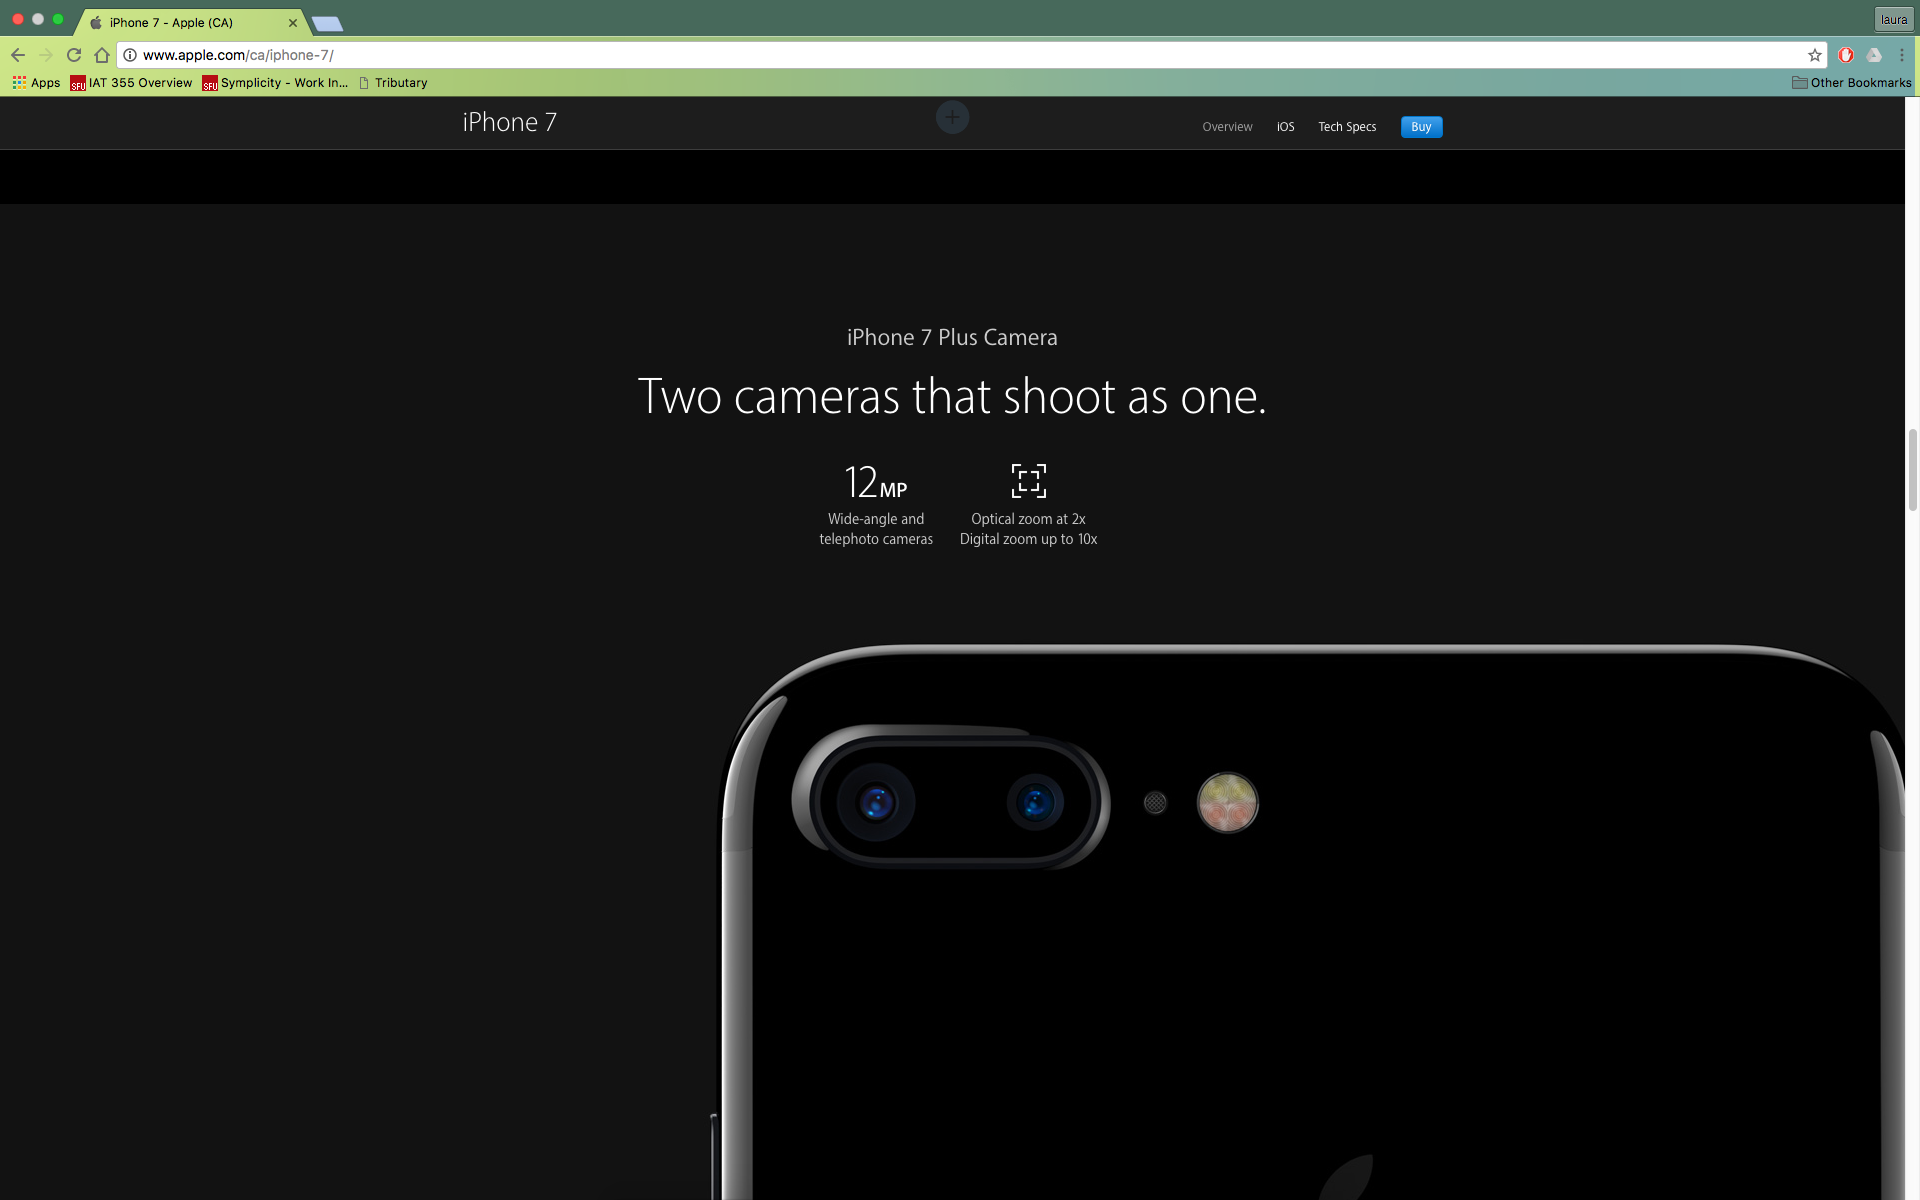 iPhone 7 - Apple (CA)
laura
www.apple.com/ca/iphone-7/
Apps SFU IAT 355 Overview SFU Symplicity - Work In... Tributary Other Bookmarks
iPhone 7
Overview iOS Tech Specs Buy
iPhone 7 Plus Camera
Two cameras that shoot as one.
12MP
Wide-angle and
telephoto cameras
Optical zoom at 2x
Digital zoom up to 10x